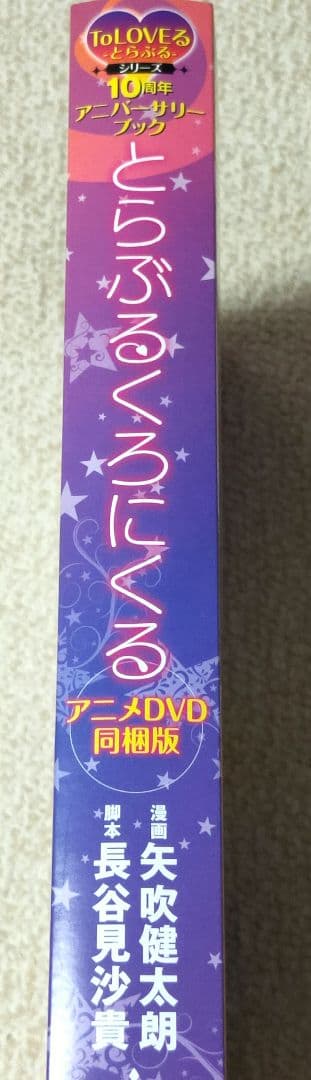 ToLOVEる
-とらぶる-
シリーズ
10周年
アニバーサリー
ブック
とらぶるくろにくる
アニメDVD
同梱版
漫画 矢吹健太朗
脚本 長谷見沙貴